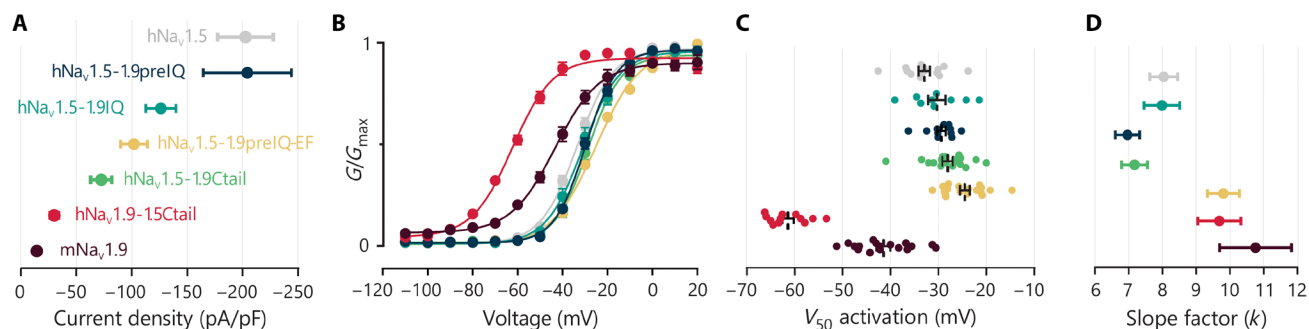 A
hNaᵥ1.5
hNaᵥ1.5-1.9preIQ
hNaᵥ1.5-1.9IQ
hNaᵥ1.5-1.9preIQ-EF
hNaᵥ1.5-1.9Ctail
hNaᵥ1.9-1.5Ctail
mNaᵥ1.9
0 −50 −100 −150 −200 −250
Current density (pA/pF)
B
1
G/Gmax
0
−120 −100 −80 −60 −40 −20 0 20
Voltage (mV)
C
−70 −60 −50 −40 −30 −20 −10
V50 activation (mV)
D
6 7 8 9 10 11 12
Slope factor (k)